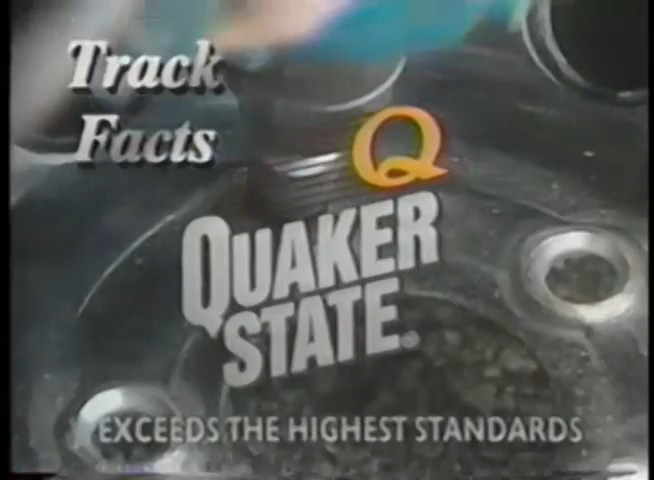 Track
Facts
Q
QUAKER
STATE®
EXCEEDS THE HIGHEST STANDARDS